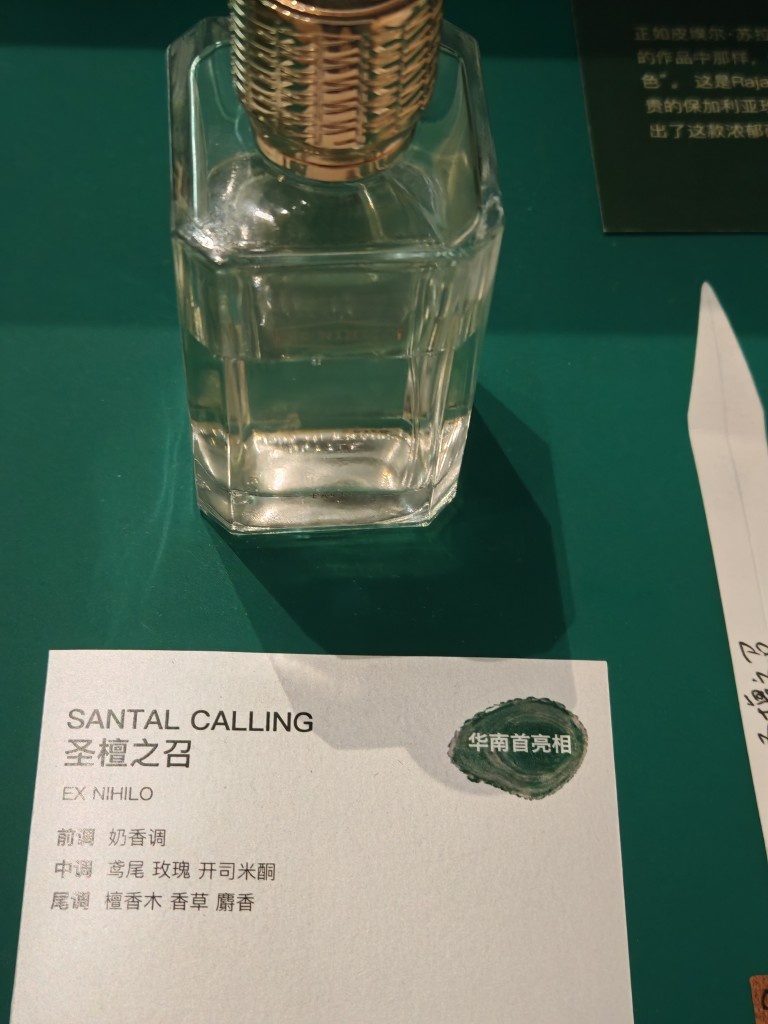 正如皮埃尔·苏拉
的作品中那样，
色"。这是Raja
贵的保加利亚玫
出了这款浓郁
SANTAL CALLING
圣檀之召
华南首亮相
EX NIHILO
前调 奶香调
中调 鸢尾 玫瑰 开司米酮
尾调 檀香木 香草 麝香